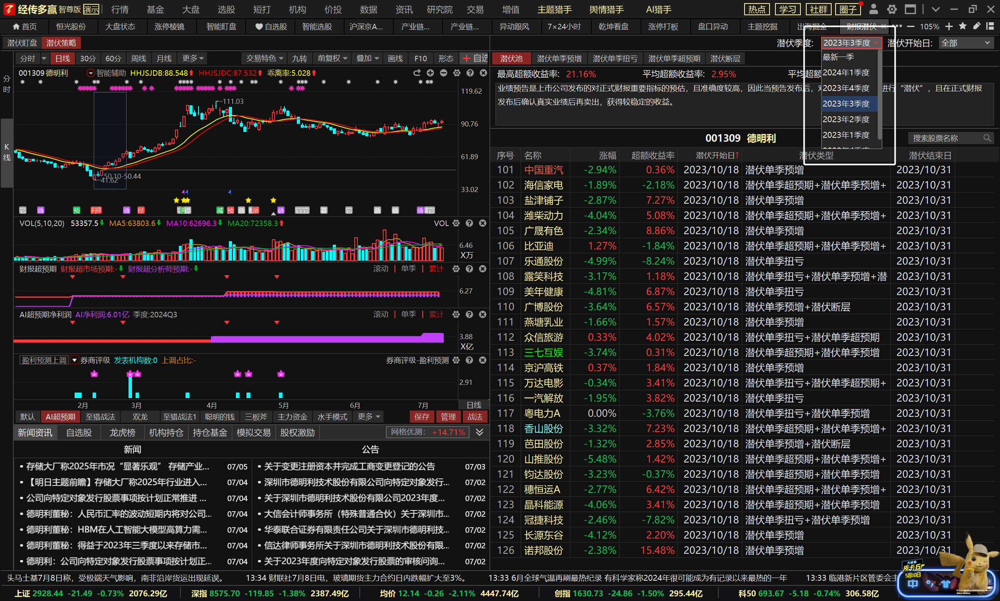 经传多赢 智尊版 演示 行情 基金 大盘 选股 短打 机构 价投 数据 资讯 研究院 交易 增值 主题猎手 舆情猎手 AI猎手 热点 学习 社群 圈子
首页 恒光股份 大盘状态 涨停棱镜 智能盯盘 自选股 智能选股 沪深京A... 产业链... 产业链... 异动跟风 7×24小时 乾坤看盘 涨停打板 盘口异动 主题挖掘 出海掘金 财报潜伏 105%
潜伏盯盘 潜伏策略
分时 日线 30分 60分 周线 月线 更多 交易特色 九转 前复权 叠加 画线 F10 形态 自选
分时
K线
001309 德明利 智能辅助 HHJSJDB:88.548 HHJSJDC:87.532 乖离率:5.028
119.62
111.03
90.76
61.89
50.10-50.44
41.62
33.02
VOL(5,10,20) 53357.5 MA5:63803.6 MA10:62696.3 MA20:72358.3 VOL
6.46
X万
财报超预期 财报超市场预期:- 财报超分析师预期:- 滚动 单季 累计
6.27
AI超预期净利润 AI净利润:6.01亿 季度:2024Q3 滚动 单季 累计
3.88
X亿
盈利预测上调 券商评级 发表机构数:0 上调占比:- 券商评级-盈利预测
2.91
2月 3月 4月 5月 6月 7月 日线
默认 AI超预期 至猎战法 双龙 至猎战法1 聪明的钱 三板斧 主力资金 水手模式 更多 保存 管理 战法
新闻资讯 自选股 龙虎榜 机构持仓 持仓基金 模拟交易 股权激励 网格优测: +14.71%
新闻 公告
• 存储大厂称2025年市况“显著乐观” 存储产业... 07/05 • 关于变更注册资本并完成工商变更登记的公告 07/03
• 【明日主题前瞻】存储大厂称2025年行业进入... 07/04 • 深圳市德明利技术股份有限公司向特定对象发行... 07/02
• 公司向特定对象发行股票事项按计划正常推进 ... 07/04 • 关于深圳市德明利技术股份有限公司2023年度... 07/02
• 德明利董秘：人民币汇率的波动短期内将对公司... 07/04 • 大信会计师事务所（特殊普通合伙）关于深圳市... 07/02
• 德明利董秘：HBM在人工智能大模型高算力需... 07/04 • 华泰联合证券有限责任公司关于深圳市德明利技... 07/02
• 德明利董秘：得益于2023年三季度以来存储市... 07/04 • 信达律师事务所关于深圳市德明利技术股份有限... 07/02
• 德明利：公司向特定对象发行股票事项按计划正... 07/04 • 关于2023年度向特定对象发行股票的审核问询... 07/02
潜伏季度: 2023年3季度 潜伏开始日: 全部
最新一季
2024年1季度
2023年4季度
2023年3季度
2023年2季度
2023年1季度
潜伏池 潜伏单季预增 潜伏单季扭亏 潜伏单季超预期 潜伏断层
最高超额收益率: 21.16% 平均超额收益率: 2.95% 平均超额
业绩预告是上市公司发布的对正式财报重要指标的预估，且准确度较高，因此当预告发布后，对 进行“潜伏”，且在正式财报
发布后确认真实业绩后再卖出，获得较稳定的收益。
001309 德明利 搜索股票名称
序号 名称 涨幅 超额收益率 潜伏开始日↑ 潜伏类型 潜伏结束日
101 中国重汽 -2.94% 0.36% 2023/10/18 潜伏单季预增 2023/10/31
102 海信家电 -1.89% -2.18% 2023/10/18 潜伏单季超预期+潜伏单季预增+ 2023/10/31
103 盐津铺子 -2.87% 7.27% 2023/10/18 潜伏单季预增 2023/10/31
104 潍柴动力 -4.04% 5.08% 2023/10/18 潜伏单季超预期+潜伏单季预增+ 2023/10/31
105 广晟有色 -2.34% 8.86% 2023/10/18 潜伏单季预增 2023/10/31
106 比亚迪 1.27% -1.84% 2023/10/18 潜伏单季超预期+潜伏单季预增+ 2023/10/31
107 乐通股份 -4.99% -8.24% 2023/10/18 潜伏单季扭亏 2023/10/31
108 露笑科技 -3.17% 1.18% 2023/10/18 潜伏单季扭亏+潜伏单季预增+潜 2023/10/31
109 美年健康 -4.81% 6.87% 2023/10/18 潜伏单季扭亏 2023/10/31
110 广博股份 -3.64% 6.57% 2023/10/18 潜伏单季预增+潜伏断层 2023/10/31
111 燕塘乳业 -1.66% 1.57% 2023/10/18 潜伏单季预增 2023/10/31
112 众信旅游 0.33% 4.02% 2023/10/18 潜伏单季扭亏+潜伏单季超预期 2023/10/31
113 三七互娱 -3.74% 0.31% 2023/10/18 潜伏单季超预期+潜伏单季预增 2023/10/31
114 京沪高铁 0.37% 1.84% 2023/10/18 潜伏单季预增 2023/10/31
115 万达电影 -0.34% 3.41% 2023/10/18 潜伏单季扭亏+潜伏单季超预期+ 2023/10/31
116 一汽解放 -1.95% 3.82% 2023/10/18 潜伏单季扭亏 2023/10/31
117 粤电力A 0.00% -3.76% 2023/10/18 潜伏单季扭亏+潜伏单季预增 2023/10/31
118 香山股份 -3.32% 7.23% 2023/10/18 潜伏单季超预期+潜伏单季预增+ 2023/10/31
119 芭田股份 -1.32% 2.85% 2023/10/18 潜伏单季预增+潜伏断层 2023/10/31
120 山推股份 -5.48% 1.42% 2023/10/18 潜伏单季超预期+潜伏单季预增+ 2023/10/31
121 钧达股份 -3.23% -0.37% 2023/10/18 潜伏单季超预期+潜伏单季预增 2023/10/31
122 穗恒运A -2.77% 6.42% 2023/10/18 潜伏单季超预期+潜伏单季预增+ 2023/10/31
123 晶科能源 -4.06% 3.41% 2023/10/18 潜伏单季超预期+潜伏单季预增 2023/10/31
124 冠捷科技 -2.46% -7.82% 2023/10/18 潜伏单季扭亏+潜伏单季预增 2023/10/31
125 长源东谷 -4.12% 2.20% 2023/10/18 潜伏单季预增 2023/10/31
126 诺邦股份 -2.38% 15.48% 2023/10/18 潜伏单季预增 2023/10/31
头马士基7月8日称，受极端天气影响，南非沿岸货运出现延误。 13:34 财联社7月8日电，玻璃期货主力合约日内跌幅扩大至3%。 13:33 6月全球气温再刷最热纪录 有科学家称2024年很可能成为有记录以来最热的一年 13:33 临港新片区管委会主
上证 2928.44 -21.49 -0.73% 2076.29亿 深指 8575.70 -119.85 -1.38% 2387.49亿 均价 12.14 -0.26 -2.11% 4447.74亿 创指 1630.73 -24.86 -1.50% 295.44亿 科50 693.67 -5.18 -0.74% 306.58亿
5月10日
中